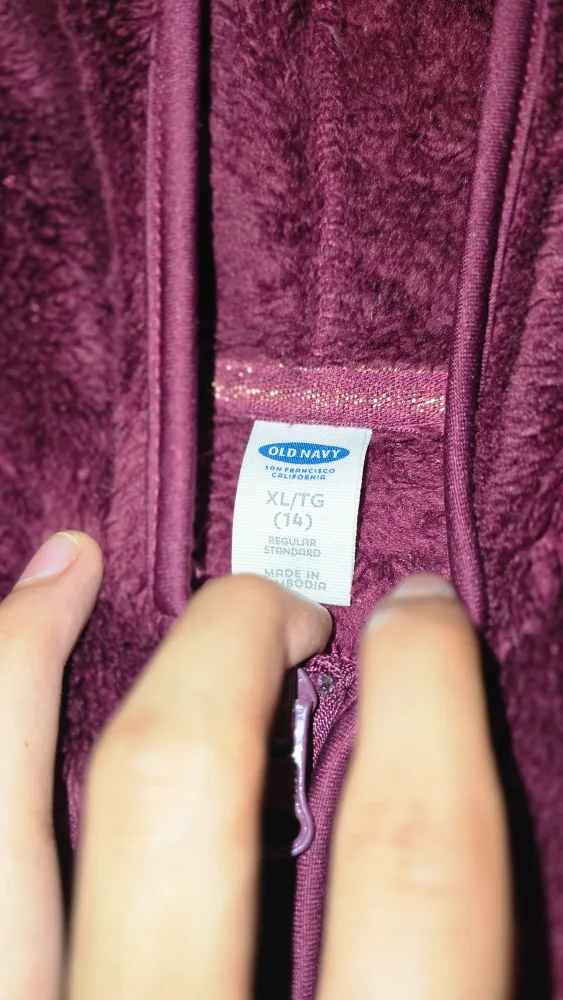 OLD NAVY
SAN FRANCISCO
CALIFORNIA
XL/TG
(14)
REGULAR
STANDARD
MADE IN